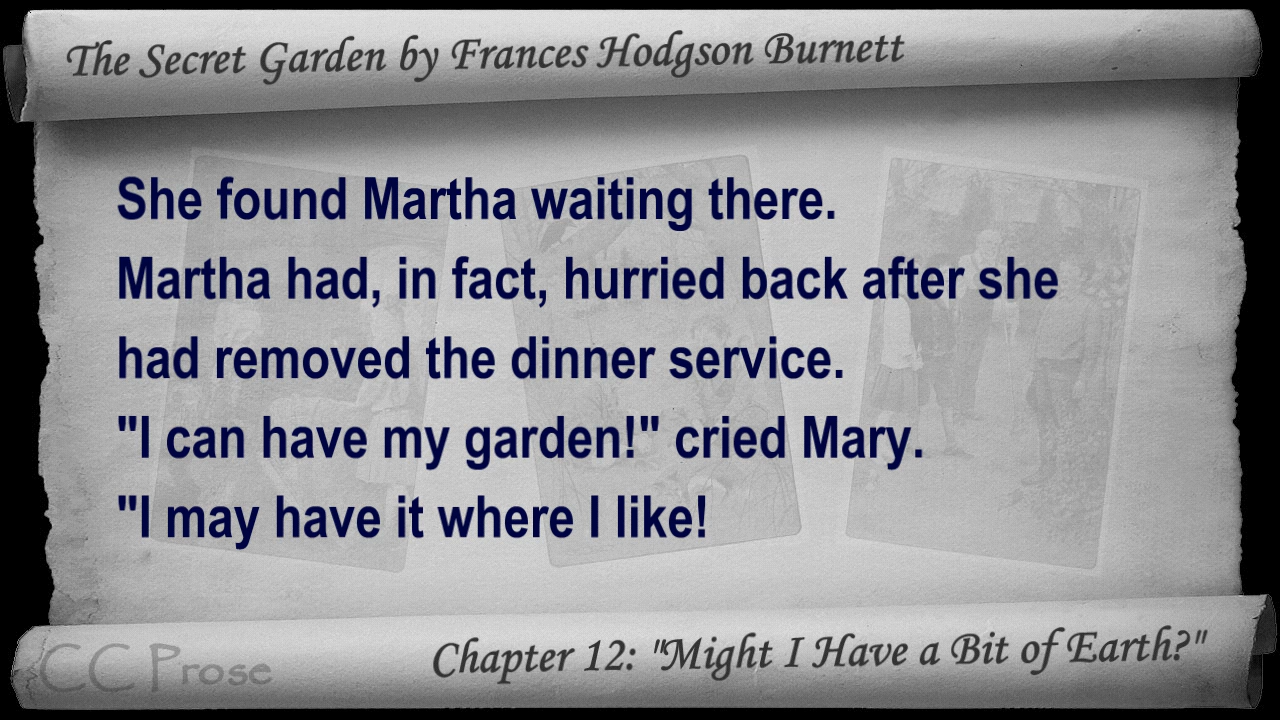 The Secret Garden by Frances Hodgson Burnett
She found Martha waiting there.
Martha had, in fact, hurried back after she
had removed the dinner service.
"I can have my garden!" cried Mary.
"I may have it where I like!
Chapter 12: "Might I Have a Bit of Earth?"
CC Prose